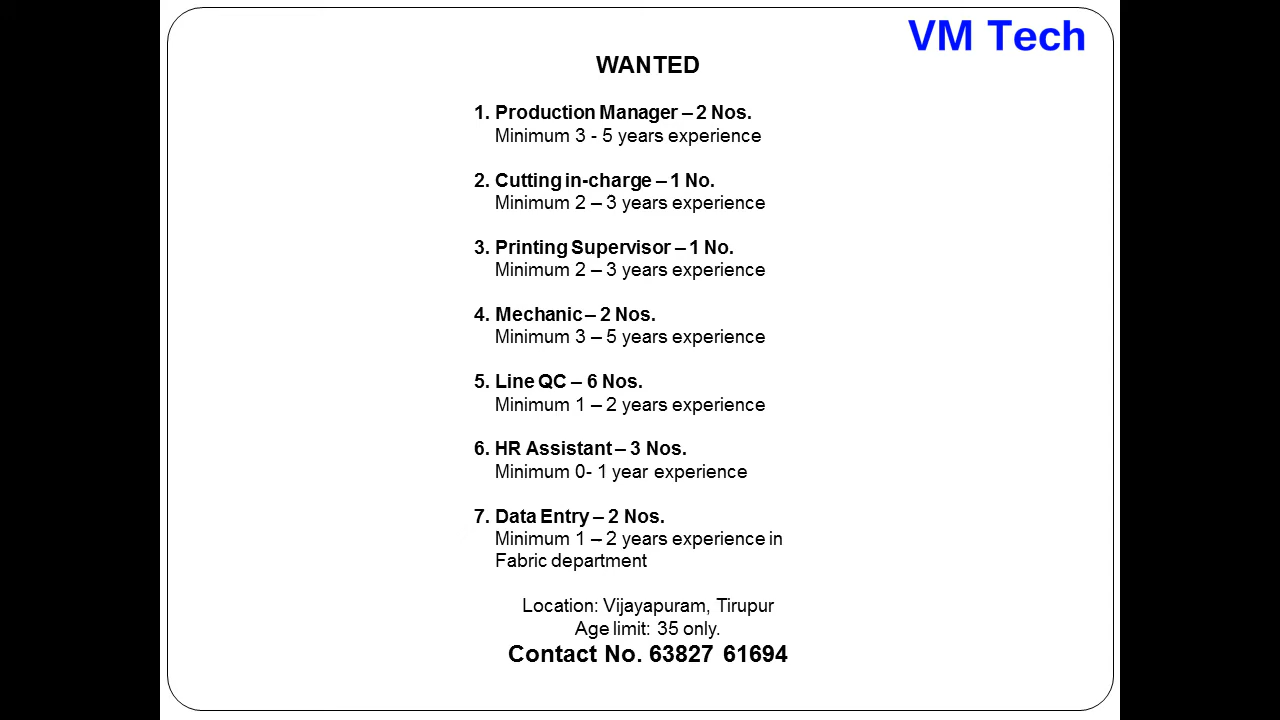 VM Tech
WANTED
1. Production Manager – 2 Nos.
Minimum 3 - 5 years experience
2. Cutting in-charge – 1 No.
Minimum 2 – 3 years experience
3. Printing Supervisor – 1 No.
Minimum 2 – 3 years experience
4. Mechanic – 2 Nos.
Minimum 3 – 5 years experience
5. Line QC – 6 Nos.
Minimum 1 – 2 years experience
6. HR Assistant – 3 Nos.
Minimum 0- 1 year experience
7. Data Entry – 2 Nos.
Minimum 1 – 2 years experience in
Fabric department
Location: Vijayapuram, Tirupur
Age limit: 35 only.
Contact No. 63827 61694